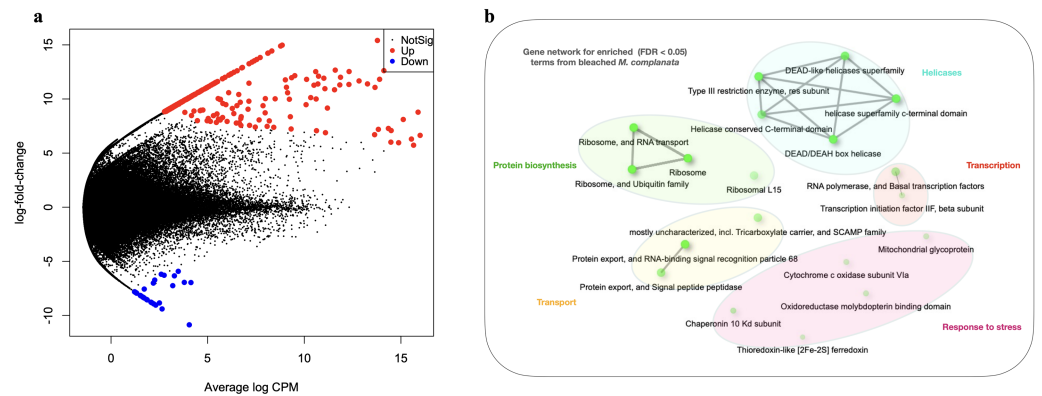 a
15
10
5
0
-5
-10
log-fold-change
0
5
10
15
Average log CPM
NotSig
Up
Down
b
Gene network for enriched (FDR < 0.05)
terms from bleached M. complanata
DEAD-like helicases superfamily
Helicases
Type III restriction enzyme, res subunit
helicase superfamily c-terminal domain
Helicase conserved C-terminal domain
DEAD/DEAH box helicase
Ribosome, and RNA transport
Protein biosynthesis
Ribosome
Ribosome, and Ubiquitin family
Ribosomal L15
Transcription
RNA polymerase, and Basal transcription factors
Transcription initiation factor IIF, beta subunit
mostly uncharacterized, incl. Tricarboxylate carrier, and SCAMP family
Protein export, and RNA-binding signal recognition particle 68
Protein export, and Signal peptide peptidase
Transport
Mitochondrial glycoprotein
Cytochrome c oxidase subunit VIa
Oxidoreductase molybdopterin binding domain
Chaperonin 10 Kd subunit
Response to stress
Thioredoxin-like [2Fe-2S] ferredoxin